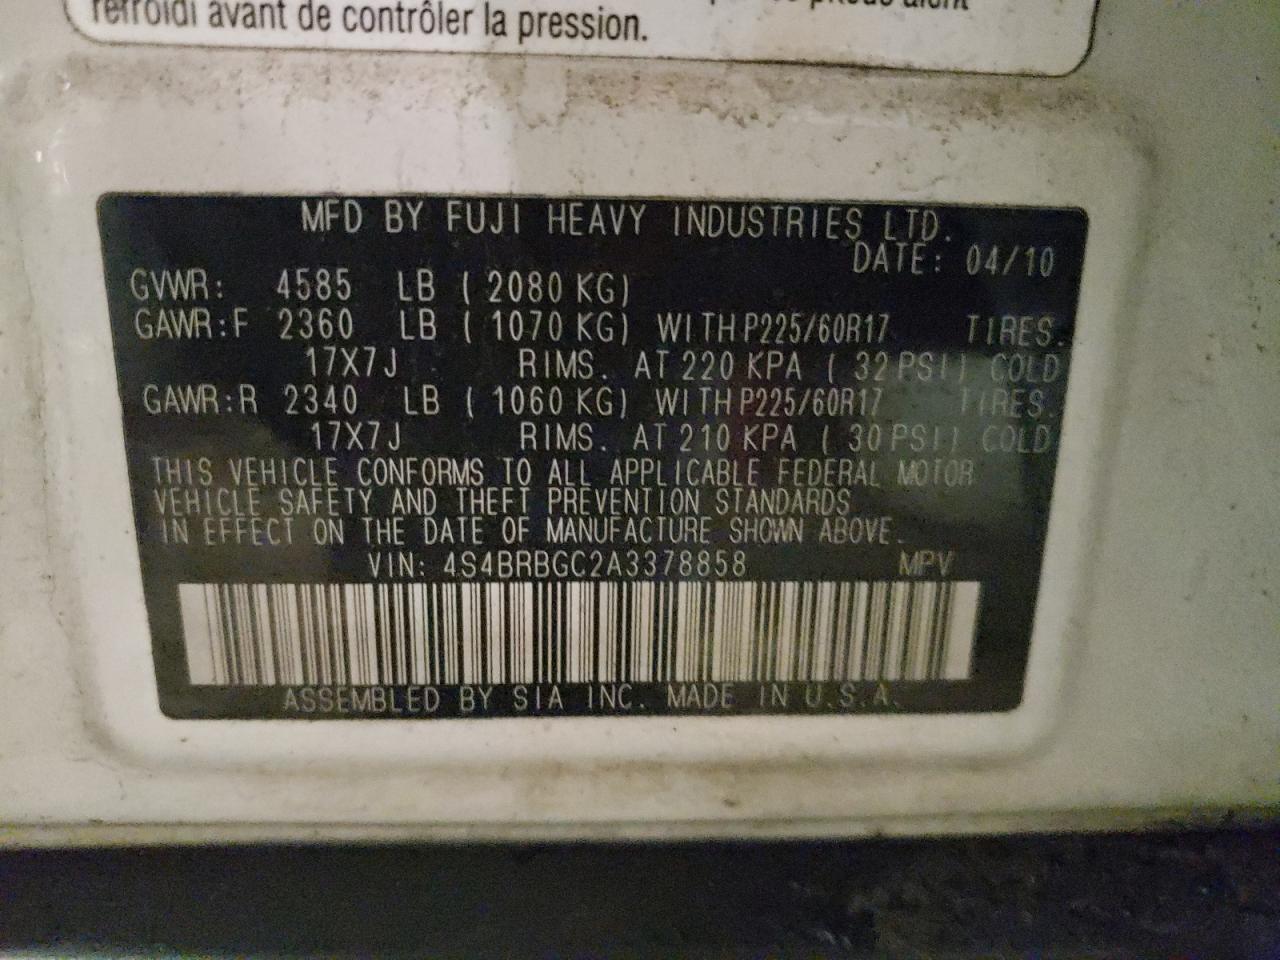 refroidi avant de contrôler la pression.
MFD BY FUJI HEAVY INDUSTRIES LTD.
DATE: 04/10
GVWR: 4585 LB ( 2080 KG)
GAWR:F 2360 LB ( 1070 KG) WITH P225/60R17 TIRES.
17X7J RIMS. AT 220 KPA ( 32 PSI) COLD
GAWR:R 2340 LB ( 1060 KG) WITH P225/60R17 TIRES.
17X7J RIMS. AT 210 KPA ( 30 PSI) COLD
THIS VEHICLE CONFORMS TO ALL APPLICABLE FEDERAL MOTOR
VEHICLE SAFETY AND THEFT PREVENTION STANDARDS
IN EFFECT ON THE DATE OF MANUFACTURE SHOWN ABOVE.
VIN: 4S4BRBGC2A3378858 MPV
ASSEMBLED BY SIA INC. MADE IN U.S.A.